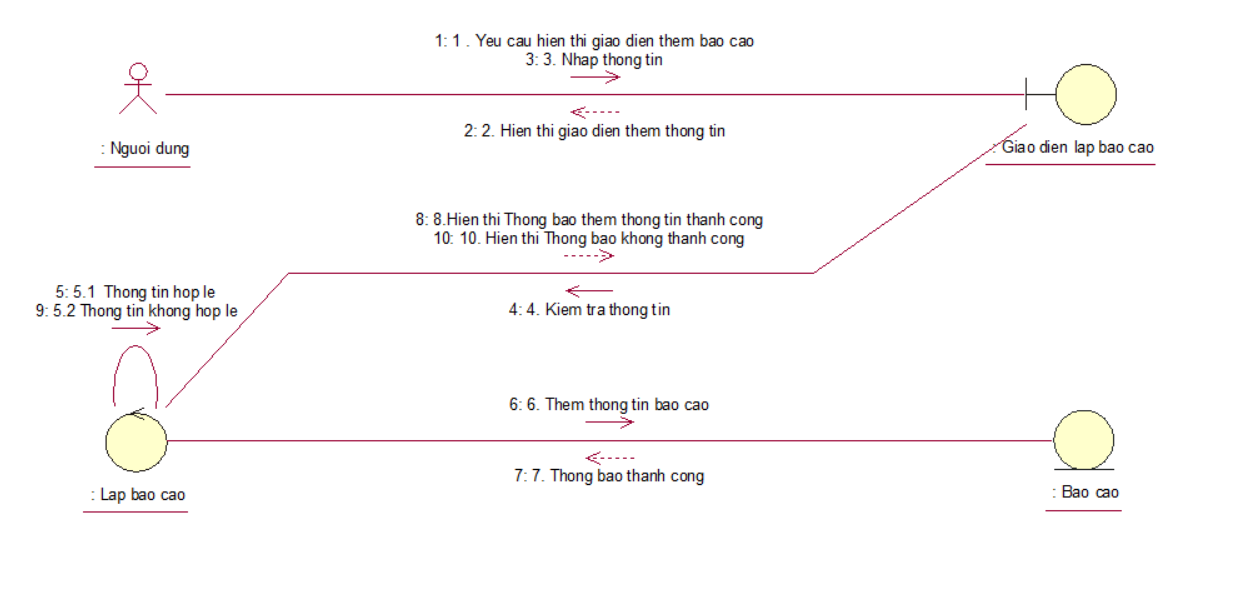 1: 1 . Yeu cau hien thi giao dien them bao cao
3: 3. Nhap thong tin
2: 2. Hien thi giao dien them thong tin
: Nguoi dung
: Giao dien lap bao cao
8: 8.Hien thi Thong bao them thong tin thanh cong
10: 10. Hien thi Thong bao khong thanh cong
5: 5.1 Thong tin hop le
9: 5.2 Thong tin khong hop le
4: 4. Kiem tra thong tin
6: 6. Them thong tin bao cao
7: 7. Thong bao thanh cong
: Lap bao cao
: Bao cao